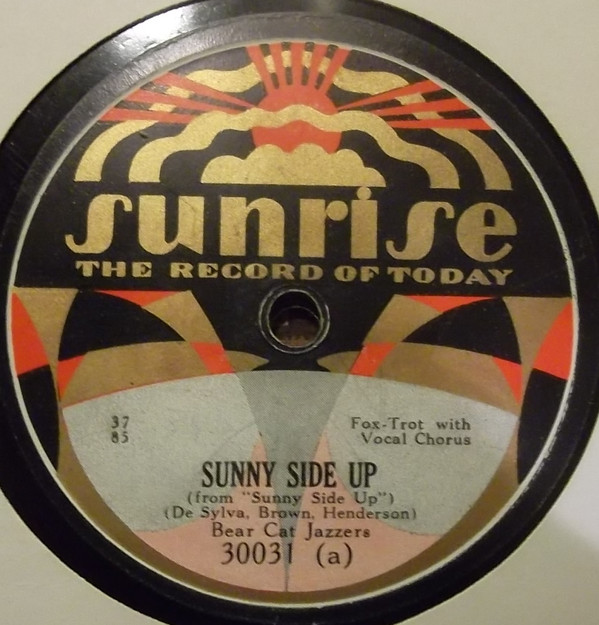 sunrise
THE RECORD OF TODAY
37
85
Fox-Trot with
Vocal Chorus
SUNNY SIDE UP
(from "Sunny Side Up")
(De Sylva, Brown, Henderson)
Bear Cat Jazzers
30031 (a)